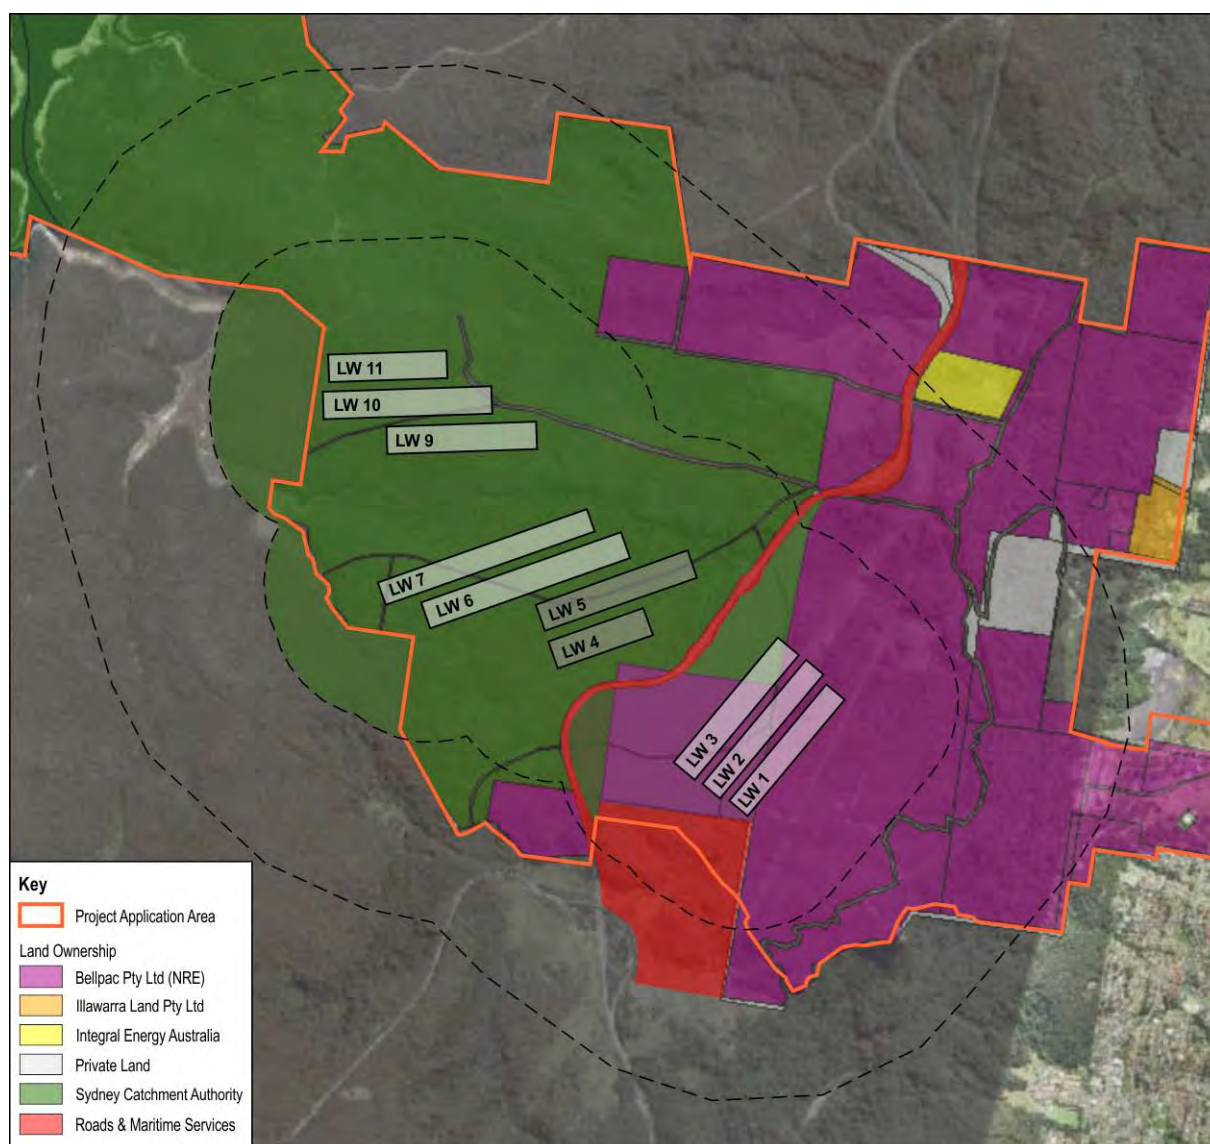 LW 11
LW 10
LW 9
LW 7
LW 6
LW 5
LW 4
LW 3
LW 2
LW 1
Key
Project Application Area
Land Ownership
Bellpac Pty Ltd (NRE)
Illawarra Land Pty Ltd
Integral Energy Australia
Private Land
Sydney Catchment Authority
Roads & Maritime Services